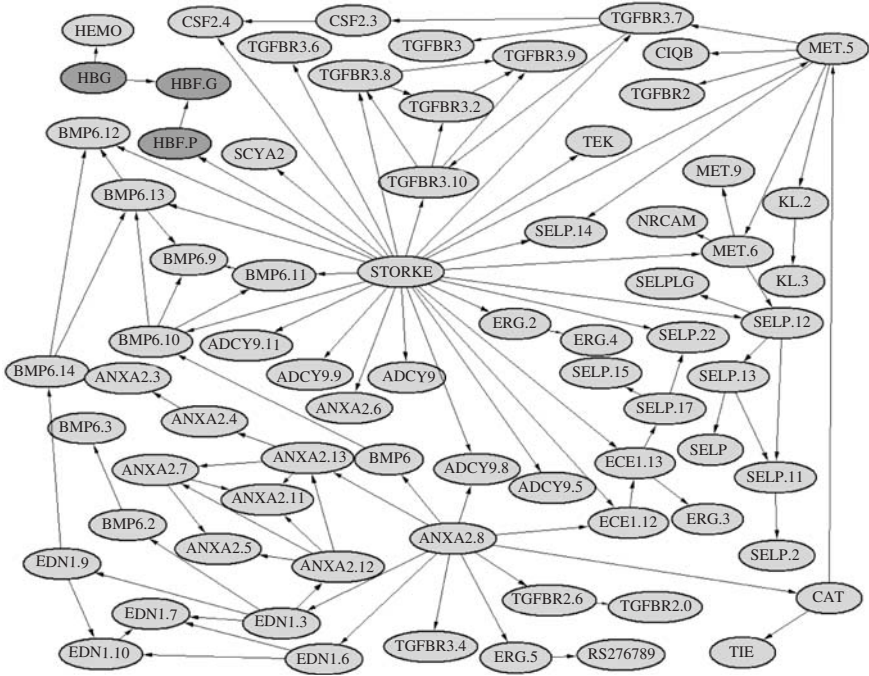 CSF2.4
CSF2.3
TGFBR3.7
HEMO
TGFBR3.6
TGFBR3
MET.5
CIQB
TGFBR3.9
TGFBR3.8
HBG
HBF.G
TGFBR2
TGFBR3.2
BMP6.12
HBF.P
SCYA2
TEK
MET.9
TGFBR3.10
BMP6.13
KL.2
NRCAM
SELP.14
MET.6
BMP6.9
BMP6.11
STORKE
KL.3
SELPLG
ERG.2
SELP.12
BMP6.10
ADCY9.11
ERG.4
SELP.22
BMP6.14
ANXA2.3
ADCY9.9
ADCY9
SELP.15
SELP.13
ANXA2.6
SELP.17
ANXA2.4
BMP6.3
SELP
ANXA2.13
BMP6
ADCY9.8
ECE1.13
ANXA2.7
SELP.11
ADCY9.5
ANXA2.11
BMP6.2
ECE1.12
ERG.3
ANXA2.8
ANXA2.5
SELP.2
EDN1.9
ANXA2.12
CAT
TGFBR2.6
TGFBR2.0
EDN1.7
EDN1.3
TGFBR3.4
EDN1.10
EDN1.6
ERG.5
RS276789
TIE